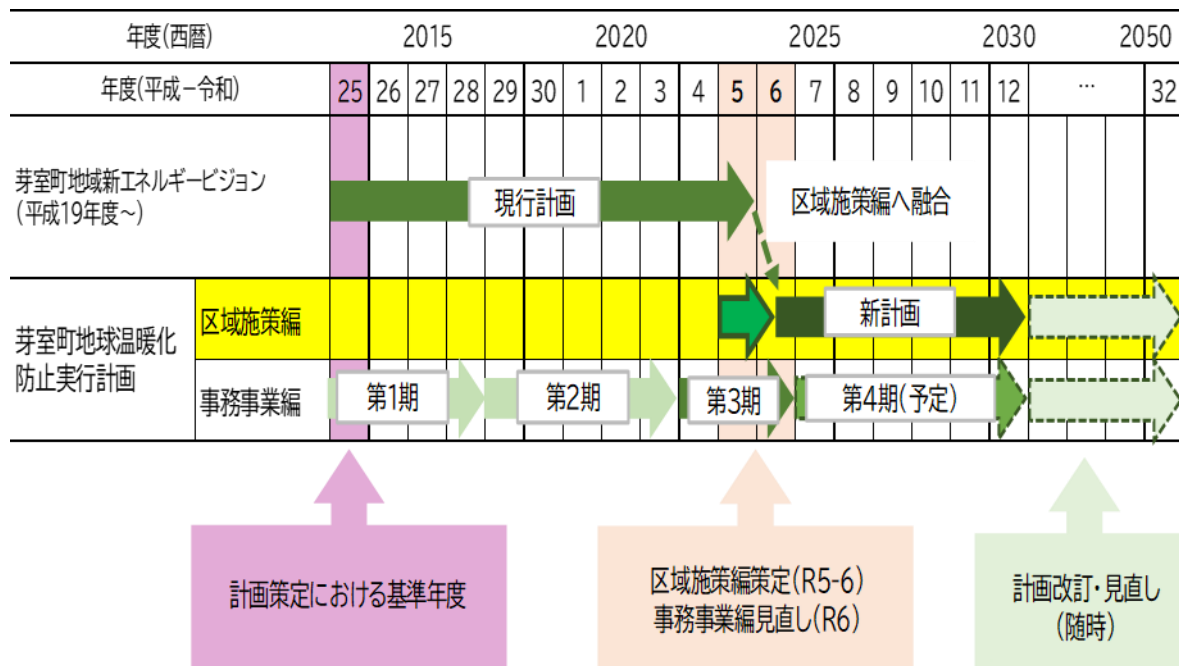 年度(西暦) 2015 2020 2025 2030 2050
年度(平成－令和) 25 26 27 28 29 30 1 2 3 4 5 6 7 8 9 10 11 12 … 32
芽室町地域新エネルギービジョン
(平成19年度～)
現行計画
区域施策編へ融合
芽室町地球温暖化
防止実行計画
区域施策編
新計画
事務事業編
第1期 第2期 第3期 第4期(予定)
計画策定における基準年度
区域施策編策定(R5-6)
事務事業編見直し(R6)
計画改訂・見直し
(随時)